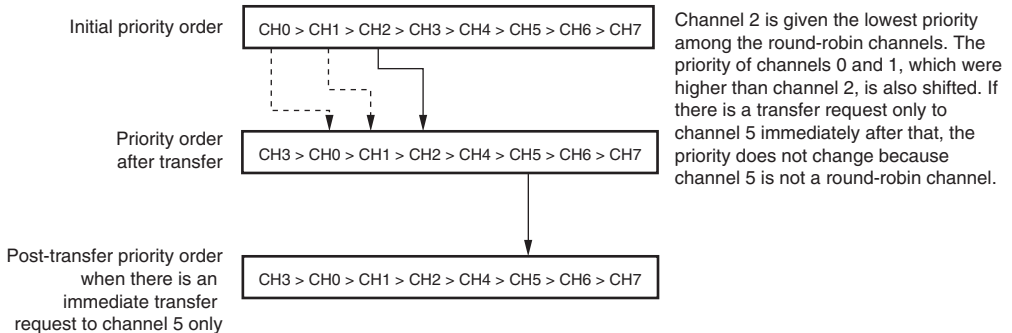 Initial priority order
CH0 > CH1 > CH2 > CH3 > CH4 > CH5 > CH6 > CH7
Channel 2 is given the lowest priority
among the round-robin channels. The
priority of channels 0 and 1, which were
higher than channel 2, is also shifted. If
there is a transfer request only to
channel 5 immediately after that, the
priority does not change because
channel 5 is not a round-robin channel.
Priority order
after transfer
CH3 > CH0 > CH1 > CH2 > CH4 > CH5 > CH6 > CH7
Post-transfer priority order
when there is an
immediate transfer
request to channel 5 only
CH3 > CH0 > CH1 > CH2 > CH4 > CH5 > CH6 > CH7